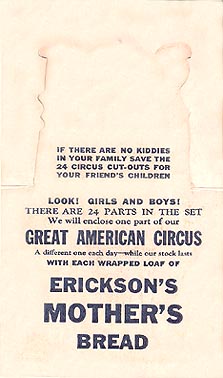 IF THERE ARE NO KIDDIES
IN YOUR FAMILY SAVE THE
24 CIRCUS CUT-OUTS FOR
YOUR FRIEND'S CHILDREN
LOOK! GIRLS AND BOYS!
THERE ARE 24 PARTS IN THE SET
We will enclose one part of our
GREAT AMERICAN CIRCUS
A different one each day—while our stock lasts
WITH EACH WRAPPED LOAF OF
ERICKSON'S
MOTHER'S
BREAD